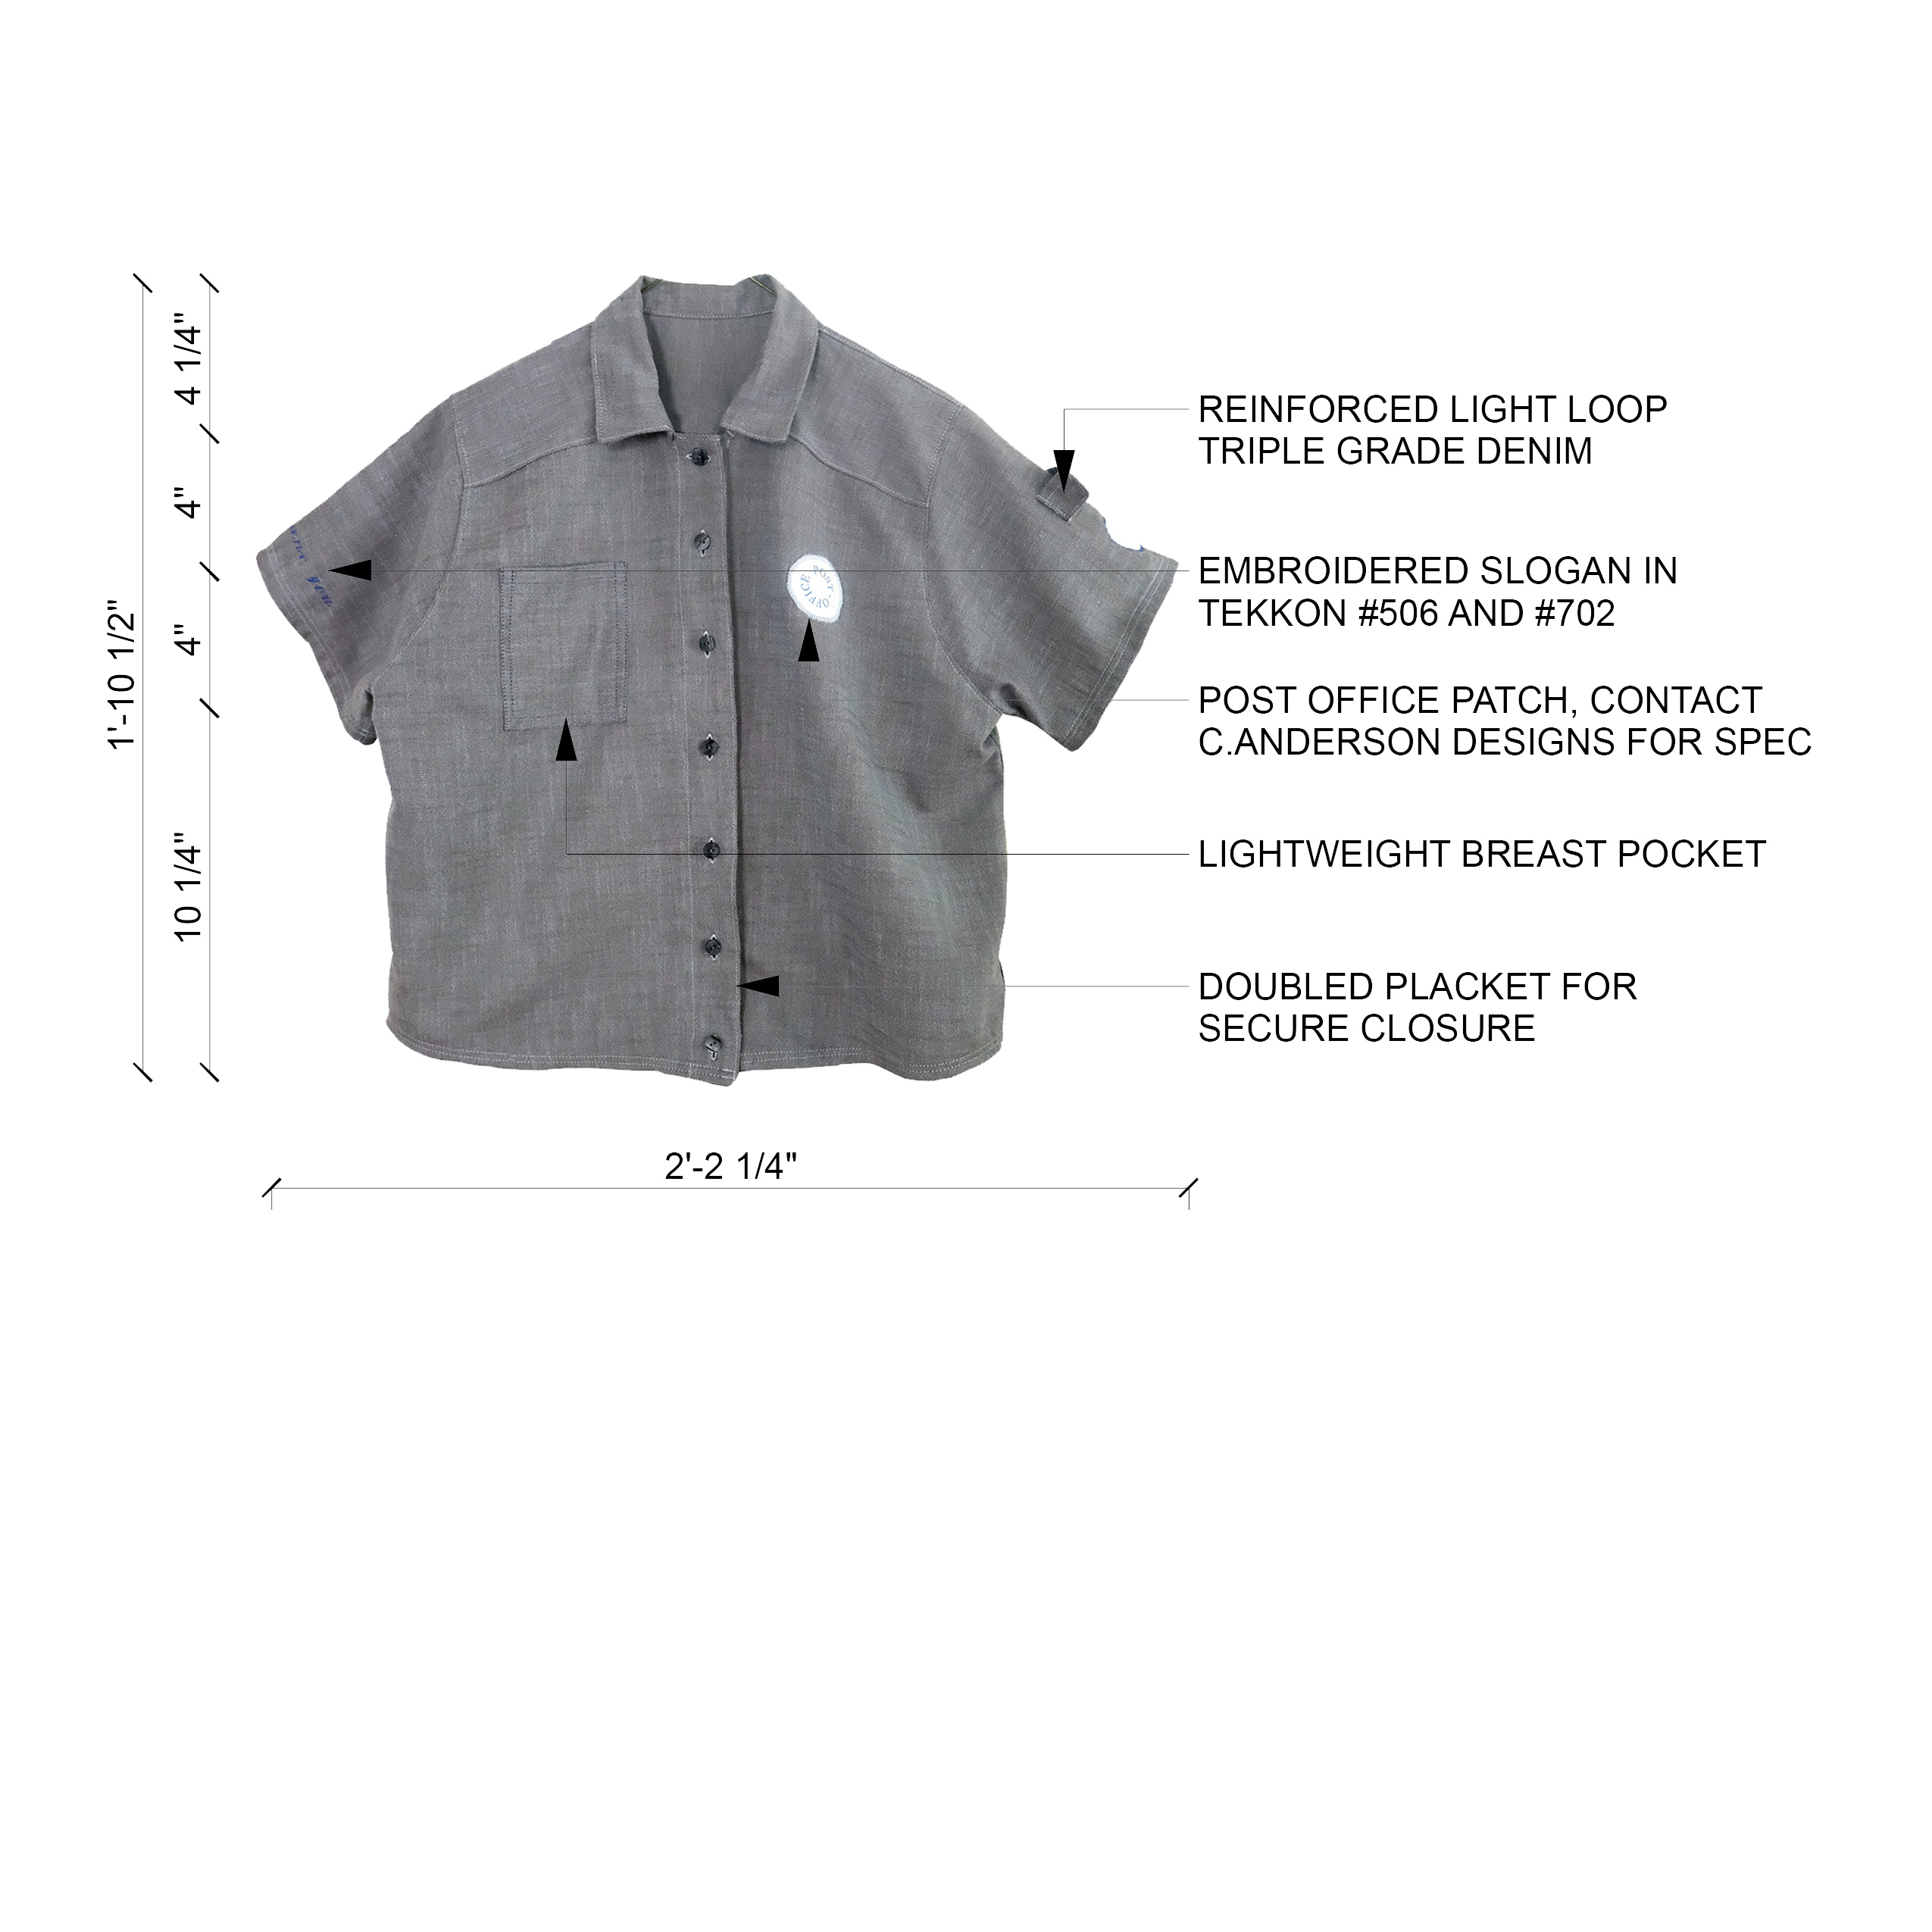 REINFORCED LIGHT LOOP
TRIPLE GRADE DENIM
EMBROIDERED SLOGAN IN
TEKKON #506 AND #702
POST OFFICE PATCH, CONTACT
C.ANDERSON DESIGNS FOR SPEC
LIGHTWEIGHT BREAST POCKET
DOUBLED PLACKET FOR
SECURE CLOSURE
1'-10 1/2"
4 1/4"
4"
4"
10 1/4"
2'-2 1/4"
POST · OFFICE
you